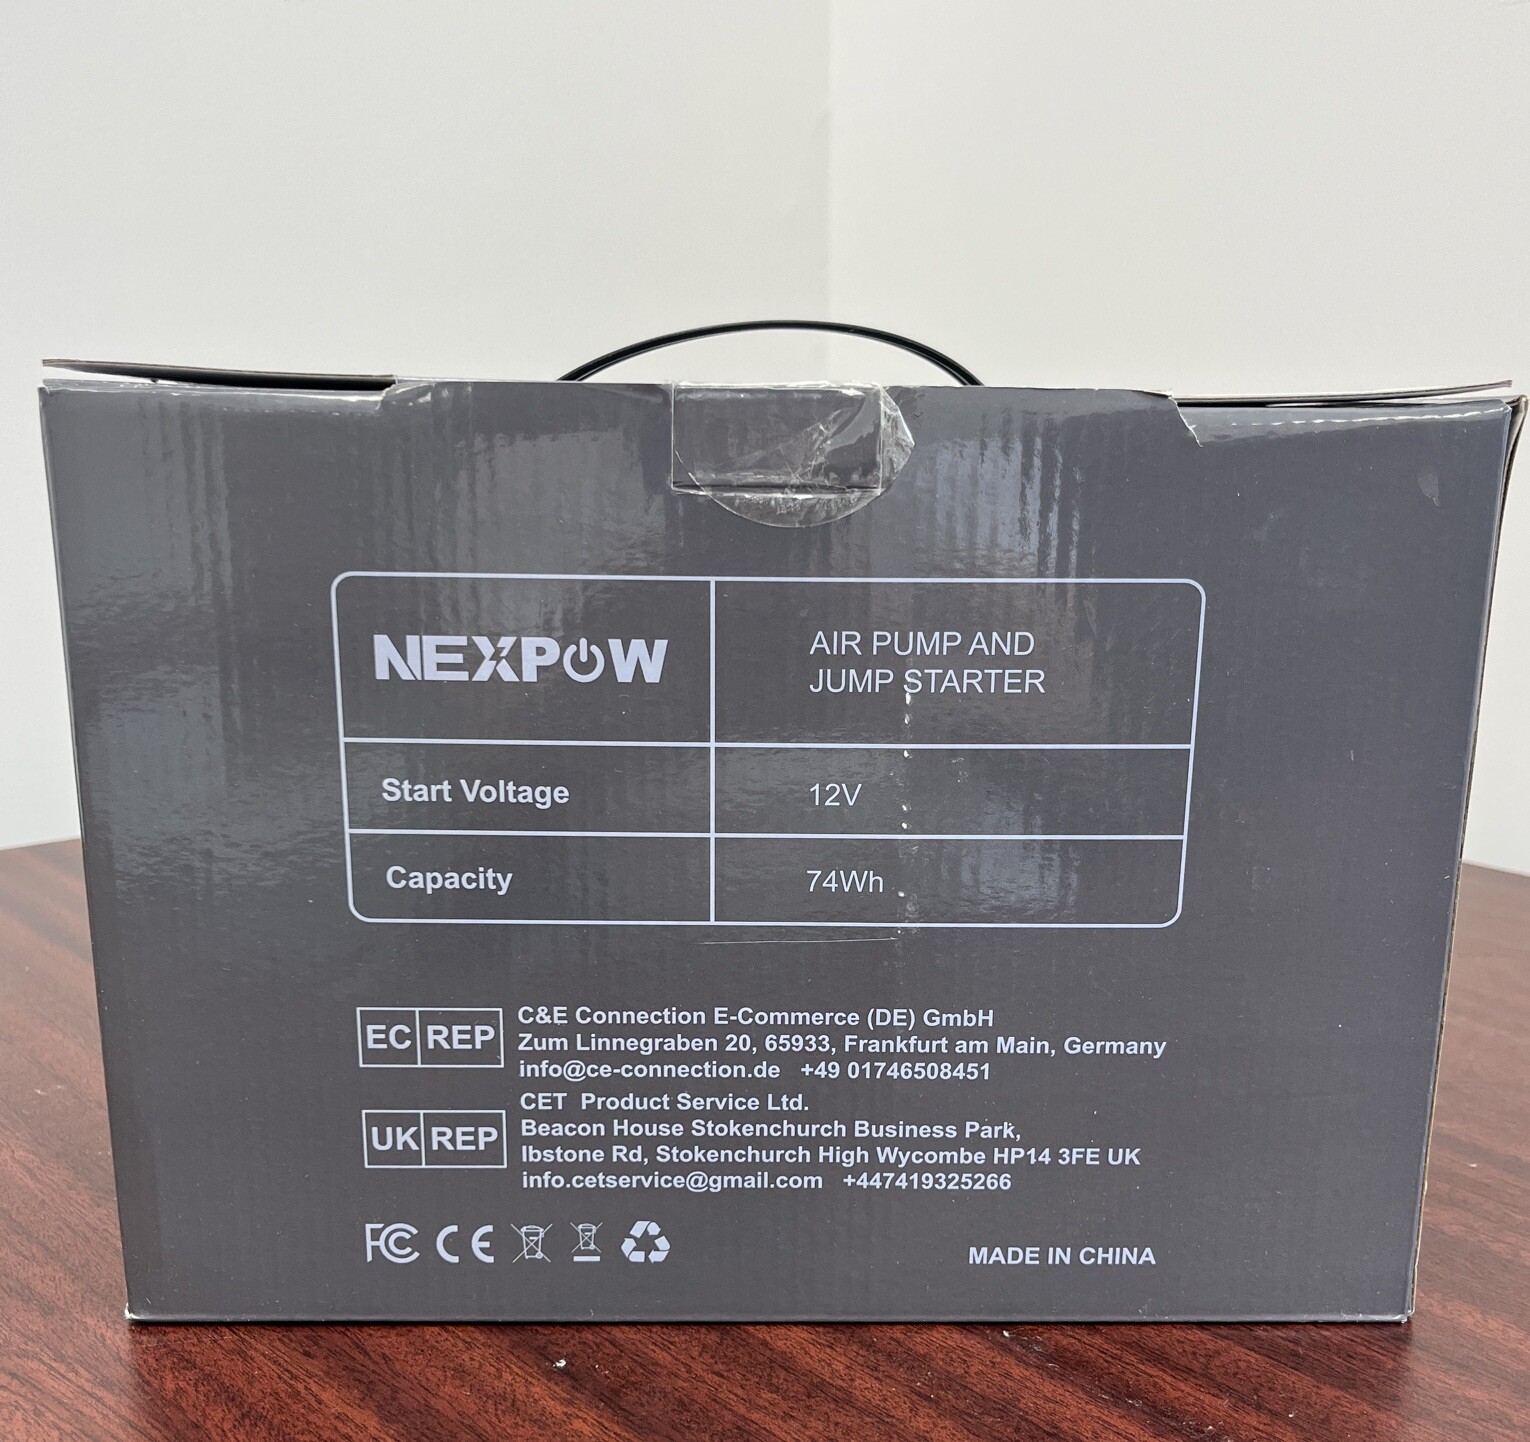 NEXPOW
AIR PUMP AND
JUMP STARTER
Start Voltage
12V
Capacity
74Wh
EC REP
C&E Connection E-Commerce (DE) GmbH
Zum Linnegraben 20, 65933, Frankfurt am Main, Germany
info@ce-connection.de +49 01746508451
UK REP
CET Product Service Ltd.
Beacon House Stokenchurch Business Park,
Ibstone Rd, Stokenchurch High Wycombe HP14 3FE UK
info.cetservice@gmail.com +447419325266
FC CE
MADE IN CHINA